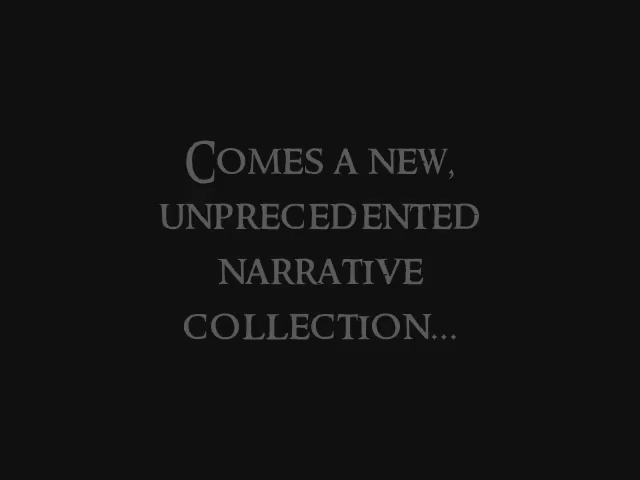 Comes a new,
unprecedented
narrative
collection...